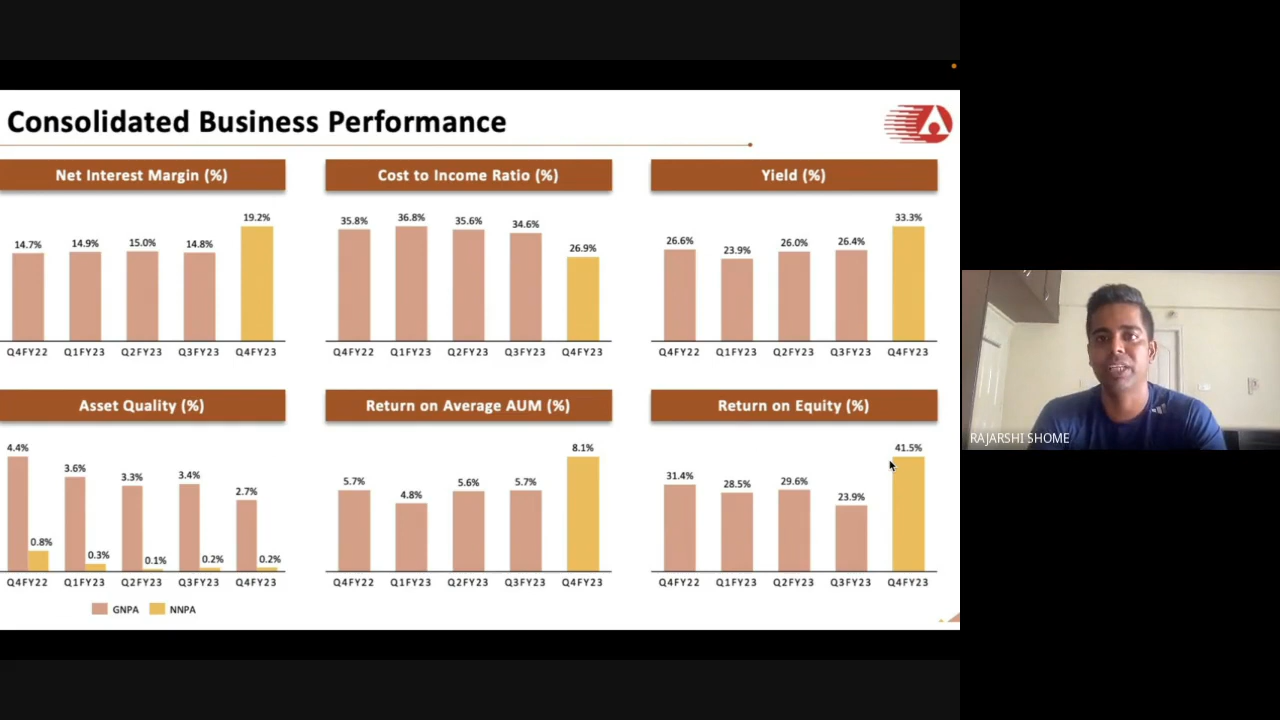 Consolidated Business Performance
Net Interest Margin (%)
14.7%
14.9%
15.0%
14.8%
19.2%
Q4FY22
Q1FY23
Q2FY23
Q3FY23
Q4FY23
Cost to Income Ratio (%)
35.8%
36.8%
35.6%
34.6%
26.9%
Q4FY22
Q1FY23
Q2FY23
Q3FY23
Q4FY23
Yield (%)
26.6%
23.9%
26.0%
26.4%
33.3%
Q4FY22
Q1FY23
Q2FY23
Q3FY23
Q4FY23
Asset Quality (%)
4.4%
0.8%
3.6%
0.3%
3.3%
0.1%
3.4%
0.2%
2.7%
0.2%
Q4FY22
Q1FY23
Q2FY23
Q3FY23
Q4FY23
GNPA
NNPA
Return on Average AUM (%)
5.7%
4.8%
5.6%
5.7%
8.1%
Q4FY22
Q1FY23
Q2FY23
Q3FY23
Q4FY23
Return on Equity (%)
31.4%
28.5%
29.6%
23.9%
41.5%
Q4FY22
Q1FY23
Q2FY23
Q3FY23
Q4FY23
RAJARSHI SHOME